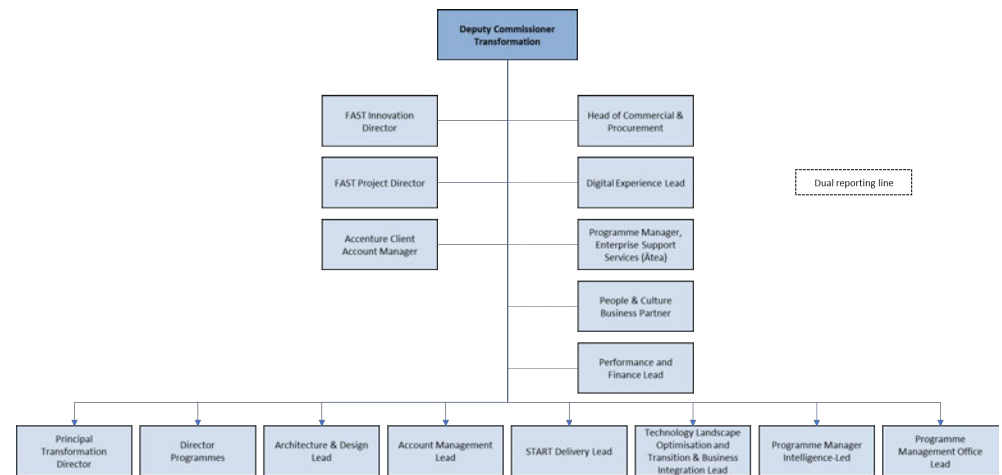 Deputy Commissioner
Transformation
FAST Innovation
Director
Head of Commercial &
Procurement
FAST Project Director
Digital Experience Lead
Dual reporting line
Accenture Client
Account Manager
Programme Manager,
Enterprise Support
Services (Ātea)
People & Culture
Business Partner
Performance and
Finance Lead
Principal
Transformation
Director
Director
Programmes
Architecture & Design
Lead
Account Management
Lead
START Delivery Lead
Technology Landscape
Optimisation and
Transition & Business
Integration Lead
Programme Manager
Intelligence-Led
Programme
Management Office
Lead